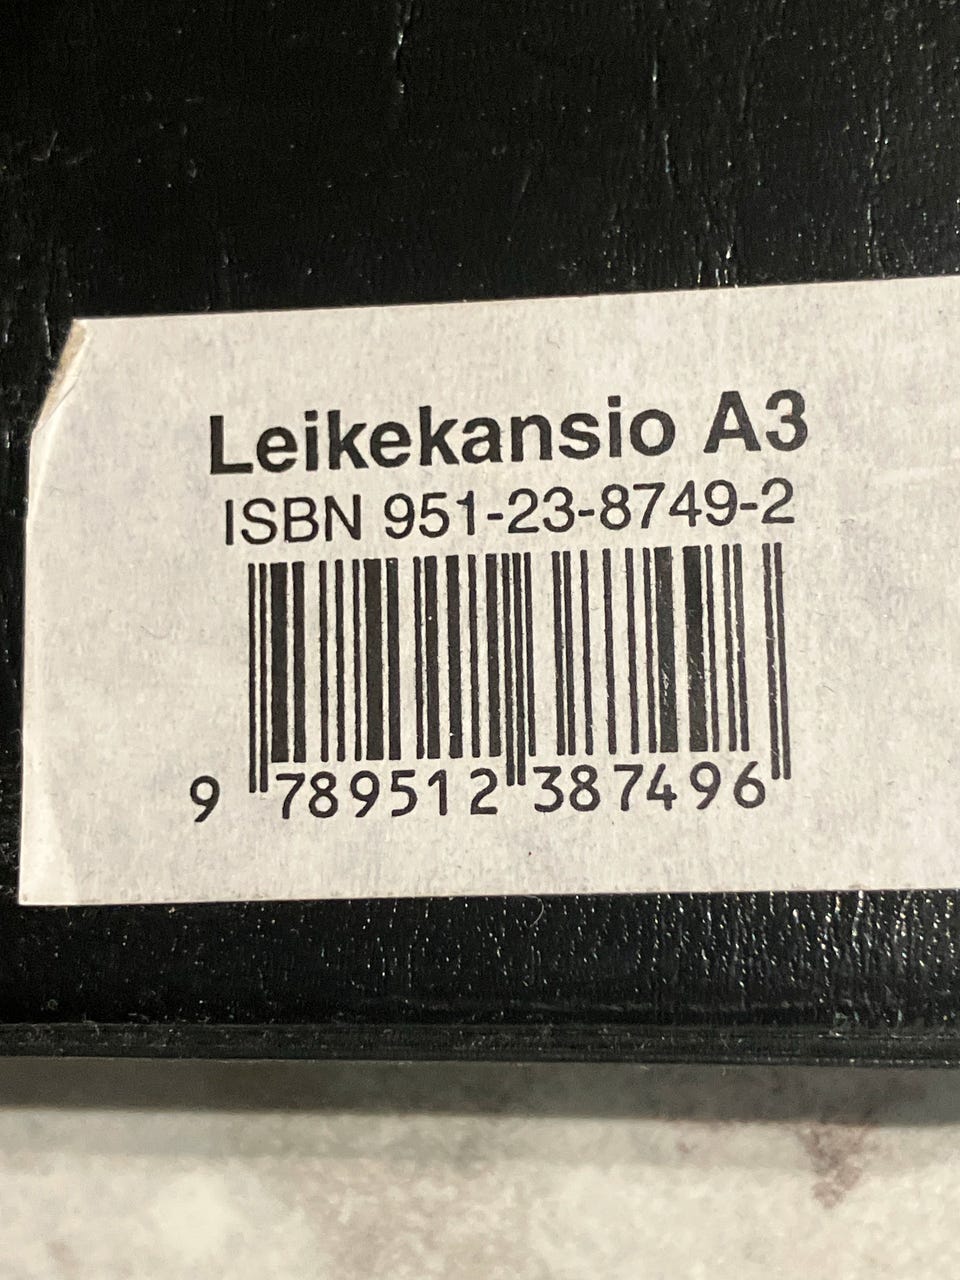 Leikekansio A3
ISBN 951-23-8749-2
9 789512 387496